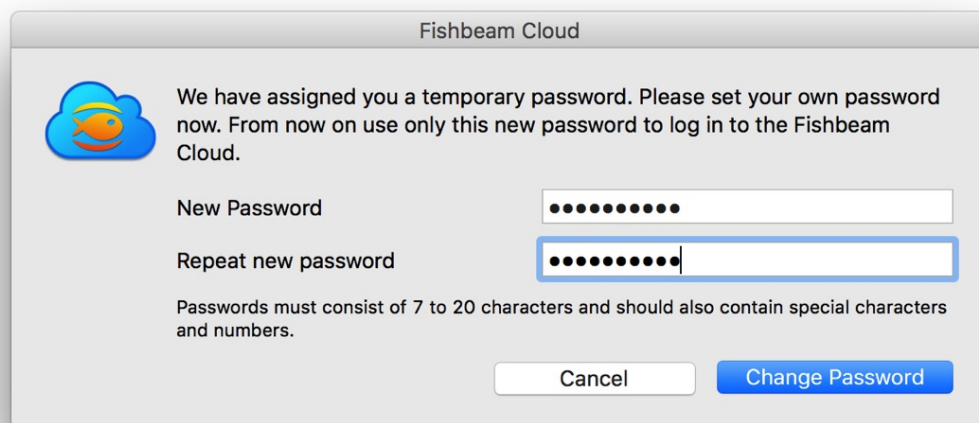 Fishbeam Cloud
We have assigned you a temporary password. Please set your own password
now. From now on use only this new password to log in to the Fishbeam
Cloud.
New Password ●●●●●●●●●●
Repeat new password ●●●●●●●●●●
Passwords must consist of 7 to 20 characters and should also contain special characters
and numbers.
Cancel Change Password